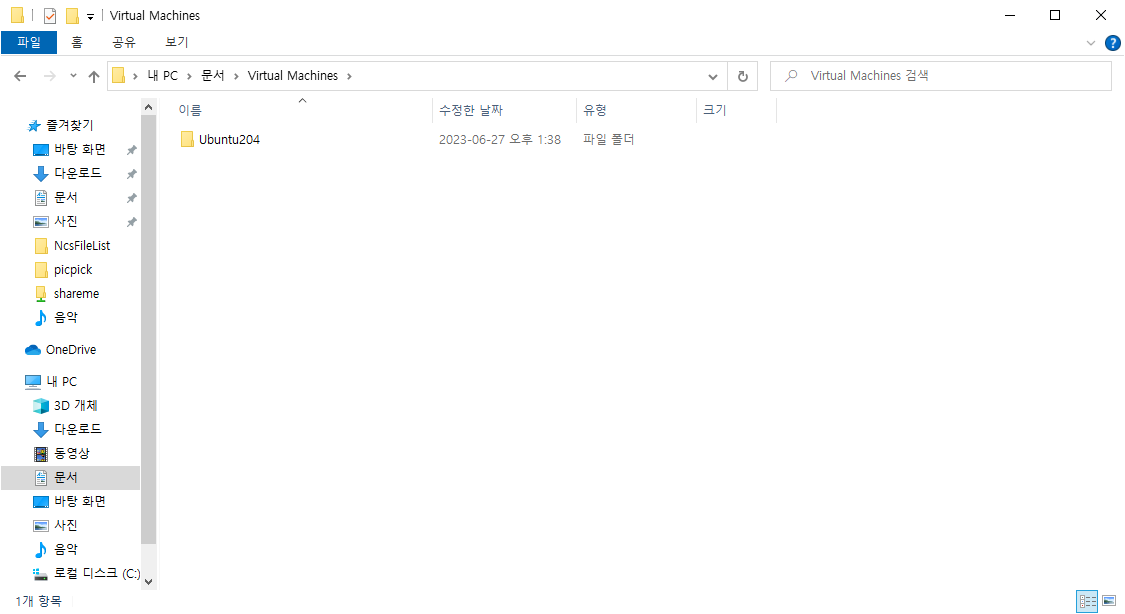 Virtual Machines
파일 홈 공유 보기
내 PC 문서 Virtual Machines Virtual Machines 검색
이름 수정한 날짜 유형 크기
Ubuntu204 2023-06-27 오후 1:38 파일 폴더
즐겨찾기
바탕 화면
다운로드
문서
사진
NcsFileList
picpick
shareme
음악
OneDrive
내 PC
3D 개체
다운로드
동영상
문서
바탕 화면
사진
음악
로컬 디스크 (C:)
1개 항목